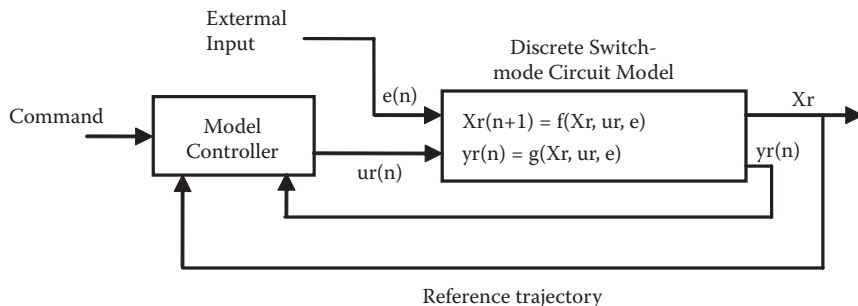 Extermal
Input
Discrete Switch-
mode Circuit Model
Command
Model
Controller
e(n)
ur(n)
Xr(n+1) = f(Xr, ur, e)
yr(n) = g(Xr, ur, e)
Xr
yr(n)
Reference trajectory